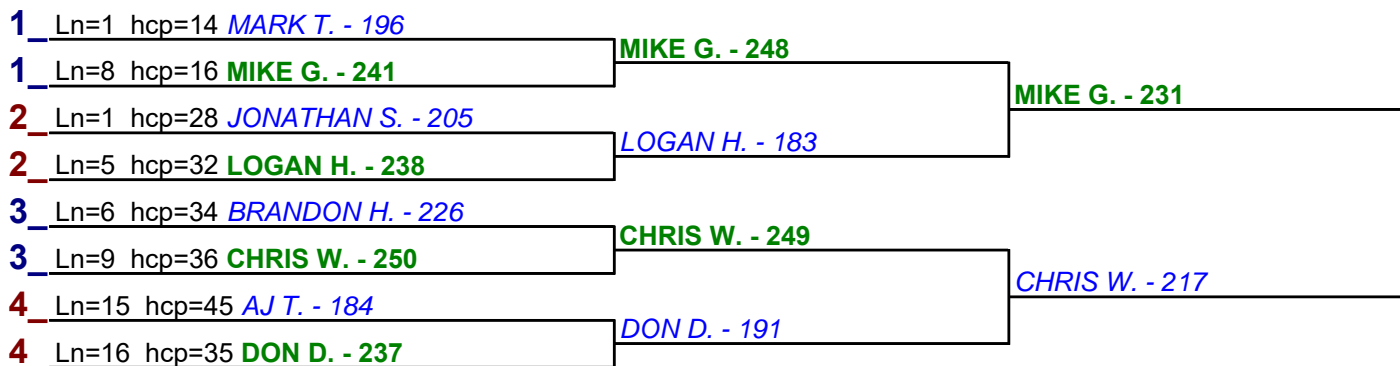 1_ Ln=1 hcp=14 MARK T. - 196
MIKE G. - 248
1_ Ln=8 hcp=16 MIKE G. - 241
MIKE G. - 231
2_ Ln=1 hcp=28 JONATHAN S. - 205
LOGAN H. - 183
2_ Ln=5 hcp=32 LOGAN H. - 238
3_ Ln=6 hcp=34 BRANDON H. - 226
CHRIS W. - 249
3_ Ln=9 hcp=36 CHRIS W. - 250
CHRIS W. - 217
4_ Ln=15 hcp=45 AJ T. - 184
DON D. - 191
4 Ln=16 hcp=35 DON D. - 237